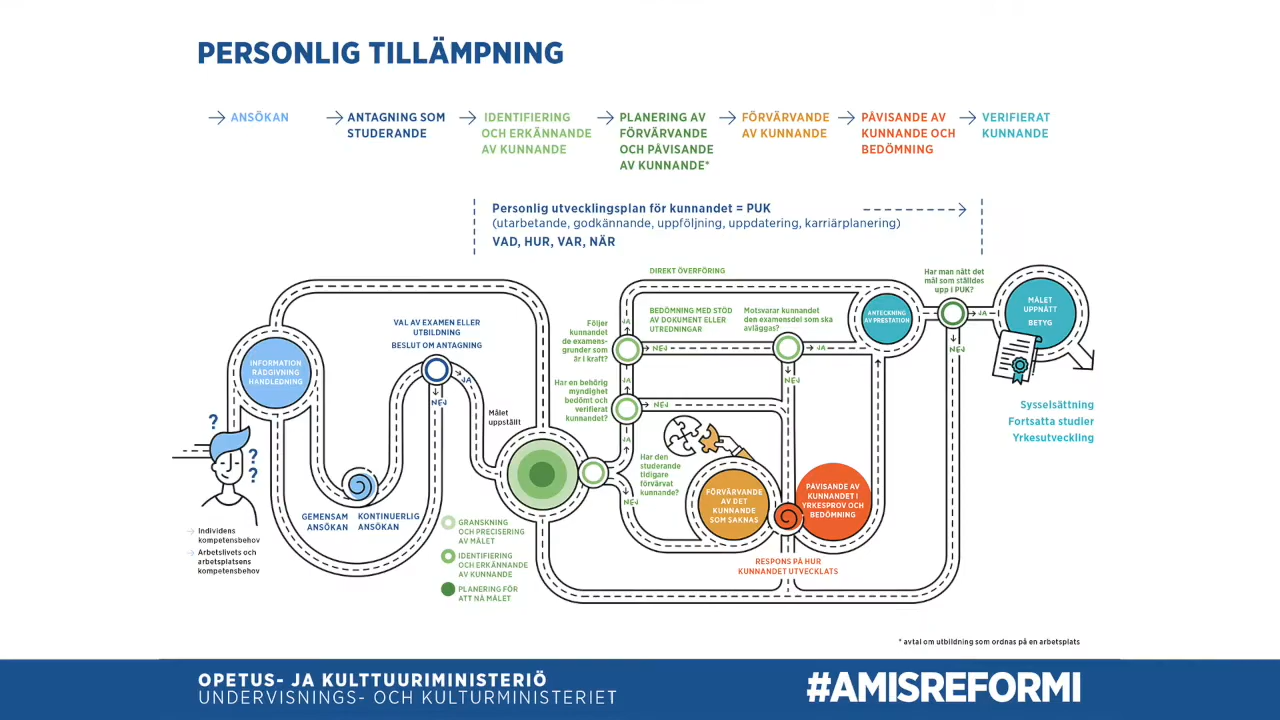 PERSONLIG TILLÄMPNING
ANSÖKAN
ANTAGNING SOM
STUDERANDE
IDENTIFIERING
OCH ERKÄNNANDE
AV KUNNANDE
PLANERING AV
FÖRVÄRVANDE
OCH PÅVISANDE
AV KUNNANDE*
FÖRVÄRVANDE
AV KUNNANDE
PÅVISANDE AV
KUNNANDE OCH
BEDÖMNING
VERIFIERAT
KUNNANDE
Personlig utvecklingsplan för kunnandet = PUK
(utarbetande, godkännande, uppföljning, uppdatering, karriärplanering)
VAD, HUR, VAR, NÄR
DIREKT ÖVERFÖRING
Har man nått det
mål som ställdes
upp i PUK?
JA
NEJ
MÅLET
UPPNÅTT
BETYG
ANTECKNING
AV PRESTATION
BEDÖMNING MED STÖD
AV DOKUMENT ELLER
UTREDNINGAR
Motsvarar kunnandet
den examensdel som ska
avläggas?
JA
NEJ
Följer
kunnandet
de examens-
grunder som
är i kraft?
JA
NEJ
Har en behörig
myndighet
bedömt och
verifierat
kunnandet?
JA
NEJ
Har den
studerande
tidigare
förvärvat
kunnande?
JA
NEJ
VAL AV EXAMEN ELLER
UTBILDNING
BESLUT OM ANTAGNING
JA
NEJ
INFORMATION
RÅDGIVNING
HANDLEDNING
Målet
uppställt
?
?
?
GEMENSAM
ANSÖKAN
KONTINUERLIG
ANSÖKAN
Individens
kompetensbehov
Arbetslivets och
arbetsplatsens
kompetensbehov
GRANSKNING
OCH PRECISERING
AV MÅLET
IDENTIFIERING
OCH ERKÄNNANDE
AV KUNNANDE
PLANERING FÖR
ATT NÅ MÅLET
FÖRVÄRVANDE
AV DET
KUNNANDE
SOM SAKNAS
PÅVISANDE AV
KUNNANDET I
YRKESPROV OCH
BEDÖMNING
RESPONS PÅ HUR
KUNNANDET UTVECKLATS
Sysselsättning
Fortsatta studier
Yrkesutveckling
* avtal om utbildning som ordnas på en arbetsplats
OPETUS- JA KULTTUURIMINISTERIÖ
UNDERVISNINGS- OCH KULTURMINISTERIET
#AMISREFORMI